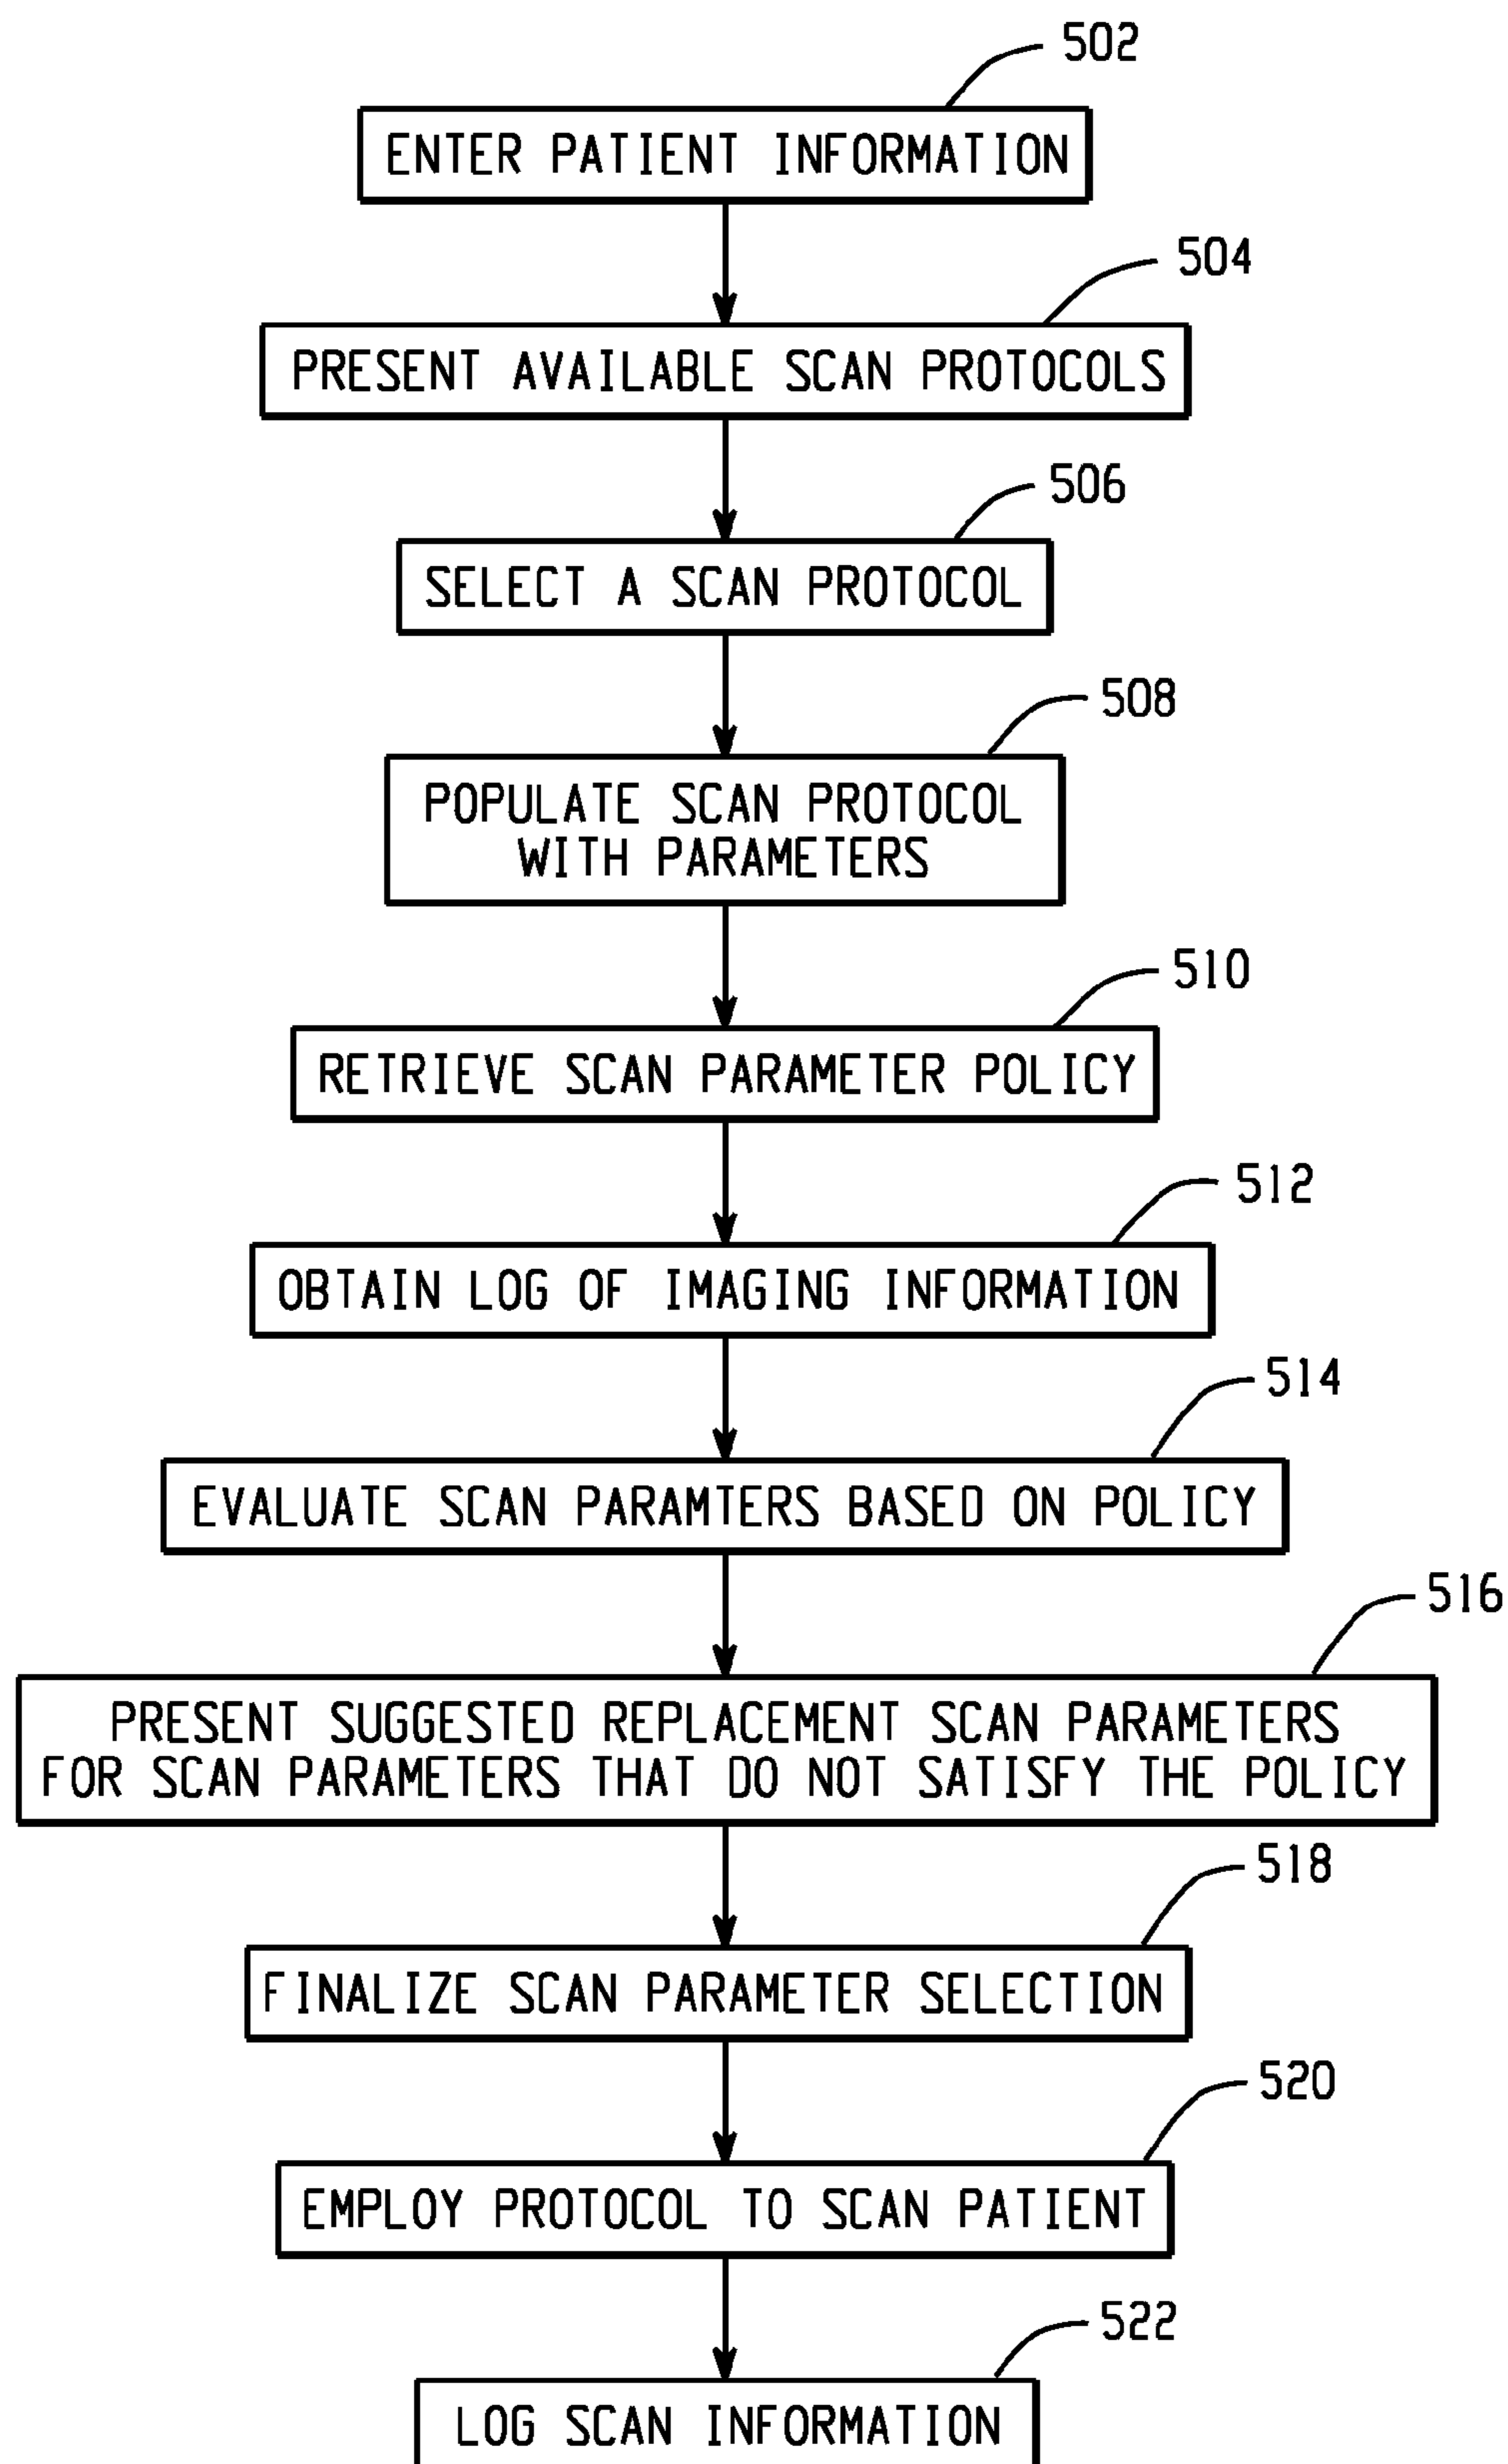 502
ENTER PATIENT INFORMATION
504
PRESENT AVAILABLE SCAN PROTOCOLS
506
SELECT A SCAN PROTOCOL
508
POPULATE SCAN PROTOCOL
WITH PARAMETERS
510
RETRIEVE SCAN PARAMETER POLICY
512
OBTAIN LOG OF IMAGING INFORMATION
514
EVALUATE SCAN PARAMTERS BASED ON POLICY
516
PRESENT SUGGESTED REPLACEMENT SCAN PARAMETERS
FOR SCAN PARAMETERS THAT DO NOT SATISFY THE POLICY
518
FINALIZE SCAN PARAMETER SELECTION
520
EMPLOY PROTOCOL TO SCAN PATIENT
522
LOG SCAN INFORMATION